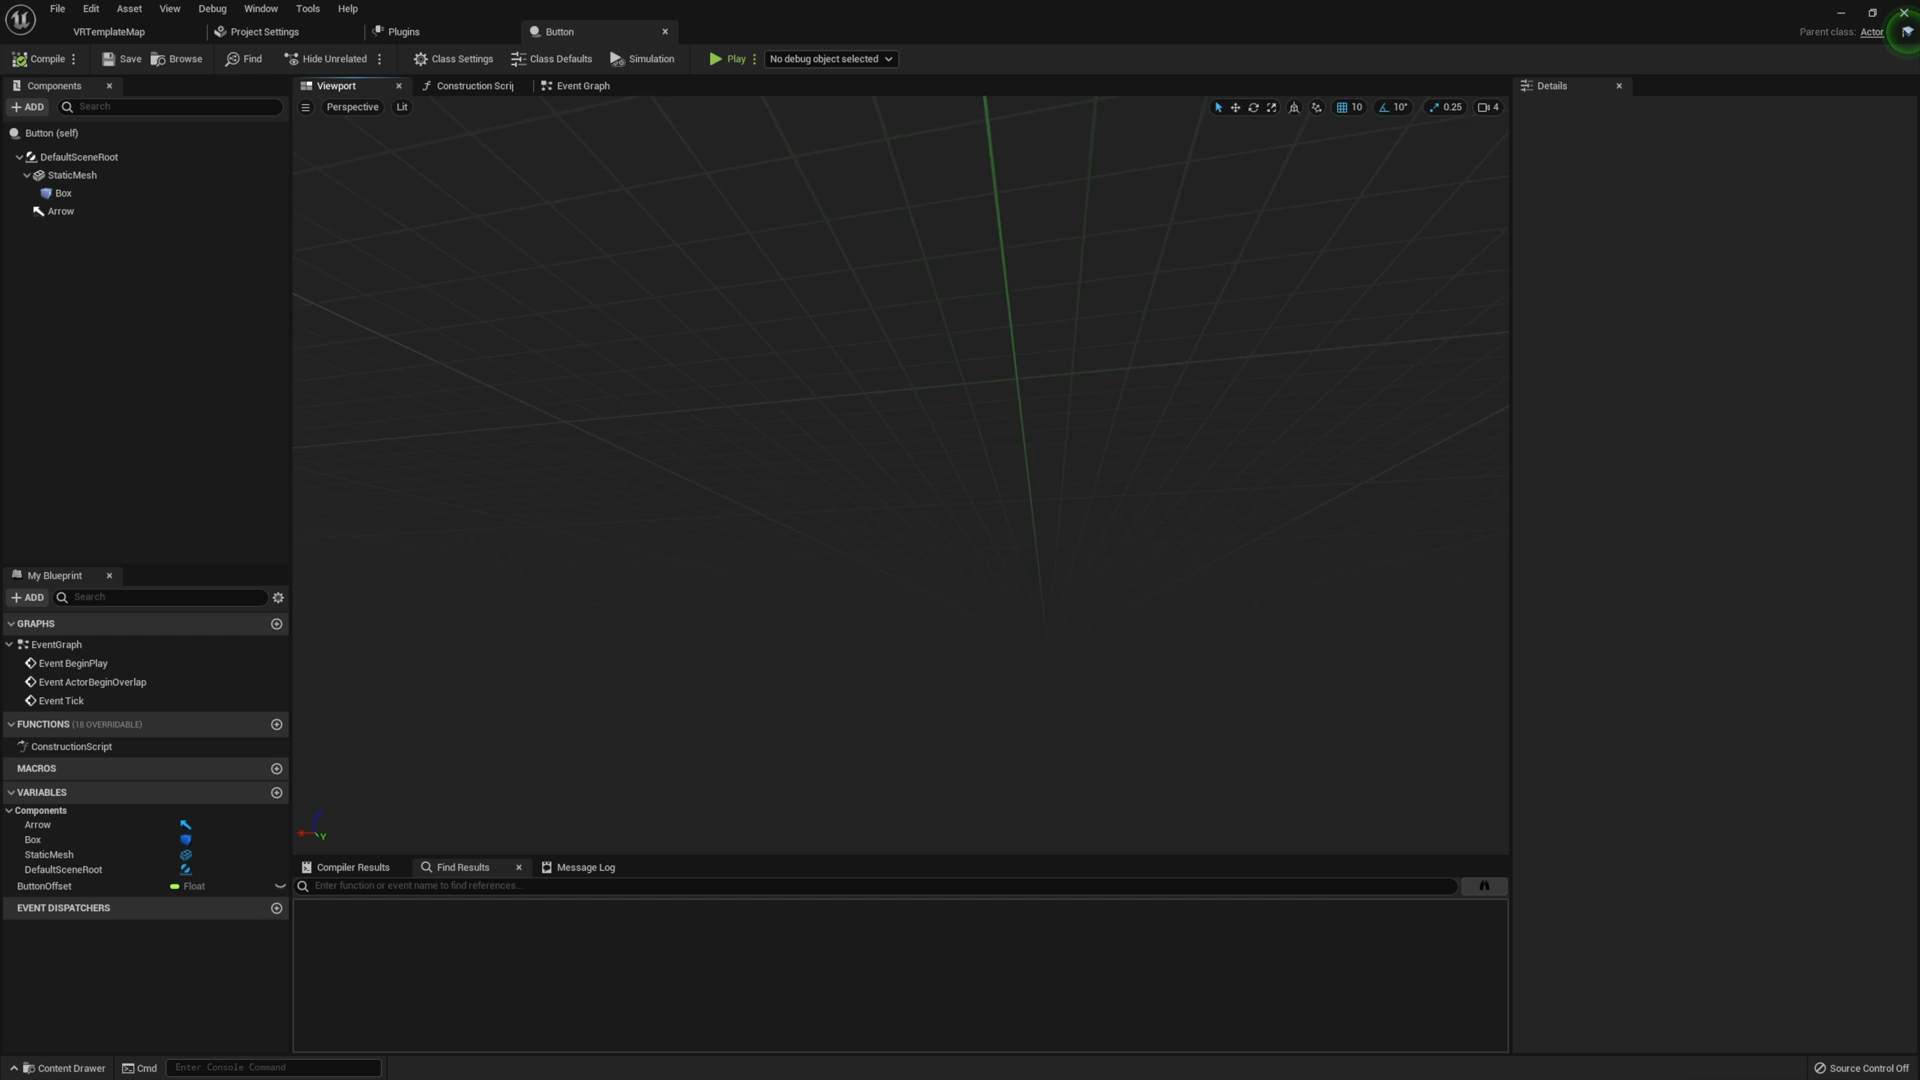 File Edit Asset View Debug Window Tools Help
VRTemplateMap Project Settings Plugins Button Parent class: Actor
Compile Save Browse Find Hide Unrelated Class Settings Class Defaults Simulation Play No debug object selected
Components Viewport Construction Scrip Event Graph Details
ADD Search Perspective Lit 10 10° 0.25 4
Button (self)
DefaultSceneRoot
StaticMesh
Box
Arrow
My Blueprint
ADD Search
GRAPHS
EventGraph
Event BeginPlay
Event ActorBeginOverlap
Event Tick
FUNCTIONS (18 OVERRIDABLE)
ConstructionScript
MACROS
VARIABLES
Components
Arrow
Box
StaticMesh
DefaultSceneRoot
ButtonOffset Float
EVENT DISPATCHERS
Y
Compiler Results Find Results Message Log
Enter function or event name to find references...
Content Drawer Cmd Enter Console Command Source Control Off